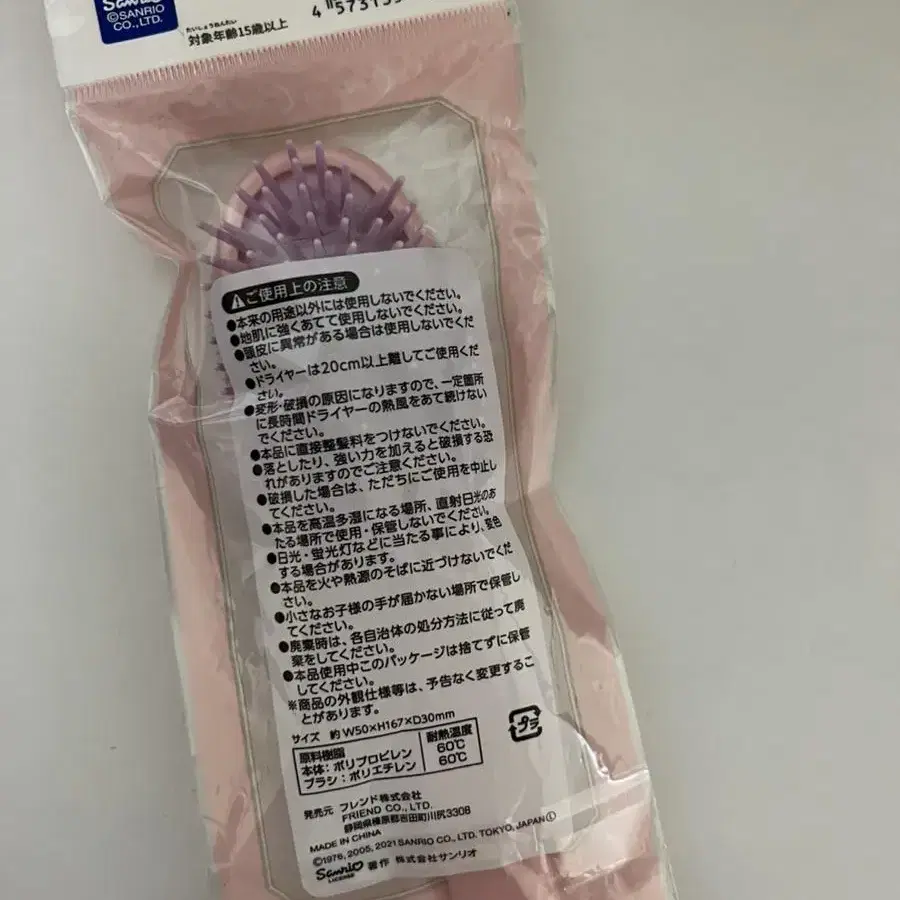 Sanrio
©SANRIO
CO.,LTD.
たいしょうねんれい
対象年齢15歳以上
ご使用上の注意
●本来の用途以外には使用しないでください。
●地肌に強くあてて使用しないでください。
●頭皮に異常がある場合は使用しないでくだ
さい。
●ドライヤーは20cm以上離してご使用くだ
さい。
●変形・破損の原因になりますので、一定箇所
に長時間ドライヤーの熱風をあて続けない
でください。
●本品に直接整髪料をつけないでください。
●落としたり、強い力を加えると破損する恐
れがありますのでご注意ください。
●破損した場合は、ただちにご使用を中止し
てください。
●本品を高温多湿になる場所、直射日光のあ
たる場所で使用・保管しないでください。
●日光・蛍光灯などに当たる事により、変色
する場合があります。
●本品を火や熱源のそばに近づけないでくだ
さい。
●小さなお子様の手が届かない場所で保管し
てください。
●廃棄時は、各自治体の処分方法に従って廃
棄をしてください。
●本品使用中このパッケージは捨てずに保管
してください。
※商品の外観仕様等は、予告なく変更するこ
とがあります。
サイズ 約W50×H167×D30mm
プラ
原料樹脂 耐熱温度
本体：ポリプロピレン 60℃
ブラシ：ポリエチレン 60℃
発売元 フレンド株式会社
FRIEND CO., LTD.
静岡県榛原郡吉田町川尻3308
MADE IN CHINA
©1976, 2005, 2021 SANRIO CO., LTD. TOKYO, JAPAN Ⓛ
Sanrio 著作 株式会社サンリオ
LICENSE